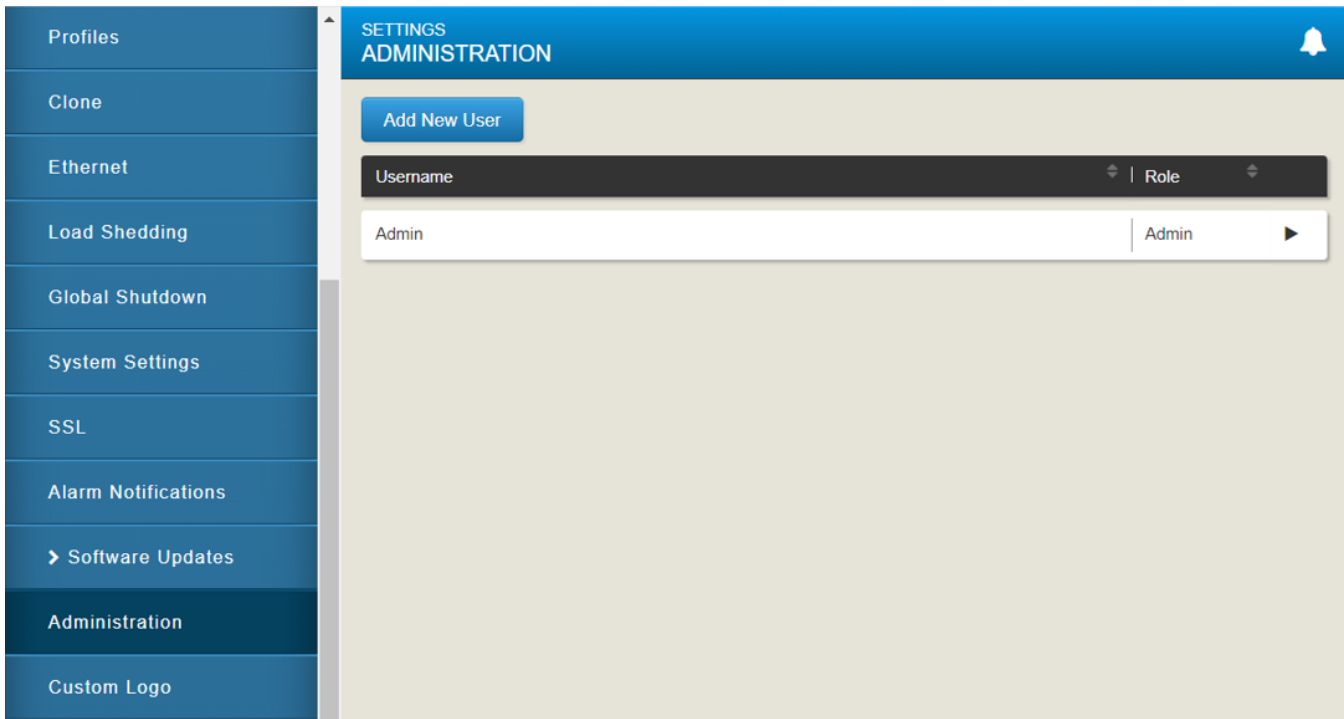 Profiles
Clone
Ethernet
Load Shedding
Global Shutdown
System Settings
SSL
Alarm Notifications
Software Updates
Administration
Custom Logo
SETTINGS
ADMINISTRATION
Add New User
Username | Role
Admin Admin